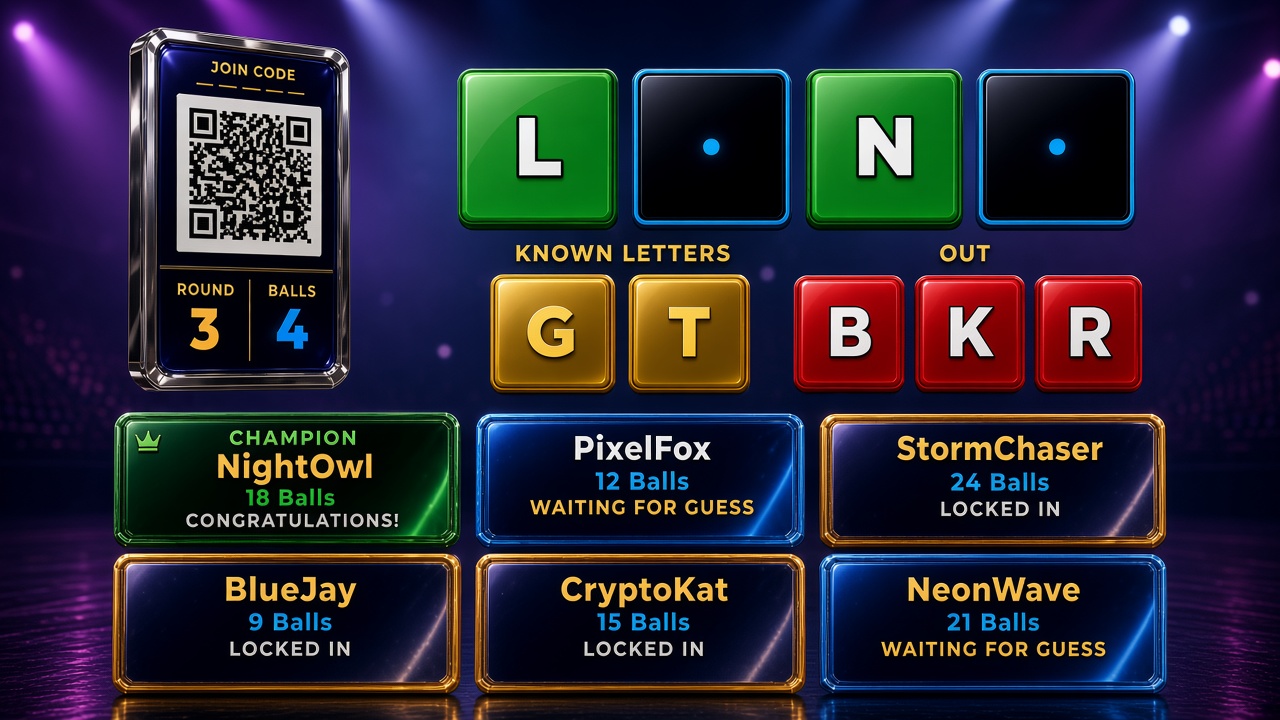 JOIN CODE
ROUND
3
BALLS
4
L N
KNOWN LETTERS
G T
OUT
B K R
CHAMPION
NightOwl
18 Balls
CONGRATULATIONS!
PixelFox
12 Balls
WAITING FOR GUESS
StormChaser
24 Balls
LOCKED IN
BlueJay
9 Balls
LOCKED IN
CryptoKat
15 Balls
LOCKED IN
NeonWave
21 Balls
WAITING FOR GUESS